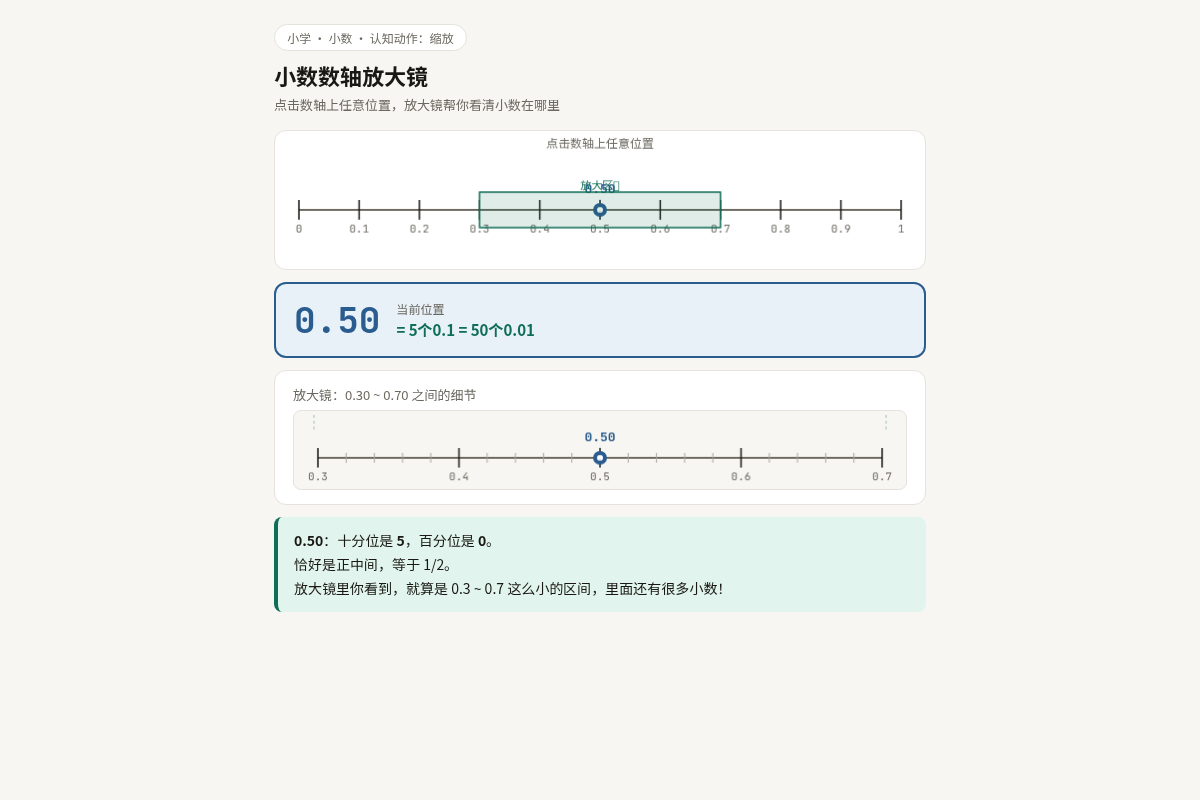 小学 · 小数 · 认知动作：缩放
小数数轴放大镜
点击数轴上任意位置，放大镜帮你看清小数在哪里
点击数轴上任意位置
0.50
0 0.1 0.2 0.3 0.4 0.5 0.6 0.7 0.8 0.9 1
0.50
当前位置
= 5个0.1 = 50个0.01
放大镜：0.30 ~ 0.70 之间的细节
0.50
0.3 0.4 0.5 0.6 0.7
0.50：十分位是 5，百分位是 0。
恰好是正中间，等于 1/2。
放大镜里你看到，就算是 0.3 ~ 0.7 这么小的区间，里面还有很多小数！